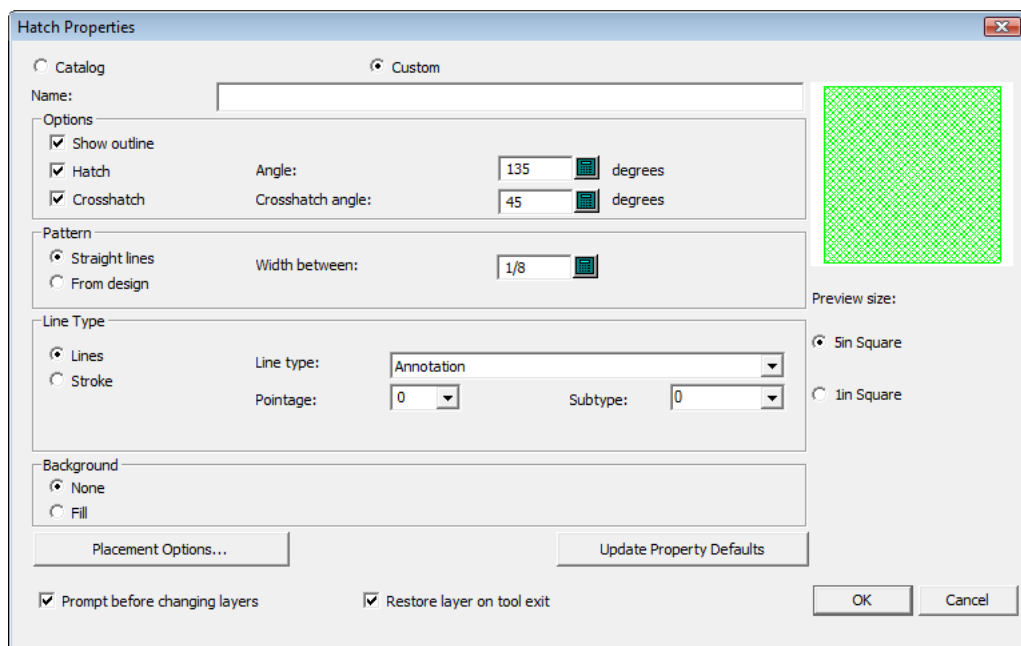 Hatch Properties
Catalog
Custom
Name:
Options
Show outline
Hatch
Angle:
135
degrees
Crosshatch
Crosshatch angle:
45
degrees
Pattern
Straight lines
From design
Width between:
1/8
Preview size:
Line Type
Lines
Stroke
Line type:
Annotation
Pointage:
0
Subtype:
0
5in Square
1in Square
Background
None
Fill
Placement Options...
Update Property Defaults
Prompt before changing layers
Restore layer on tool exit
OK
Cancel